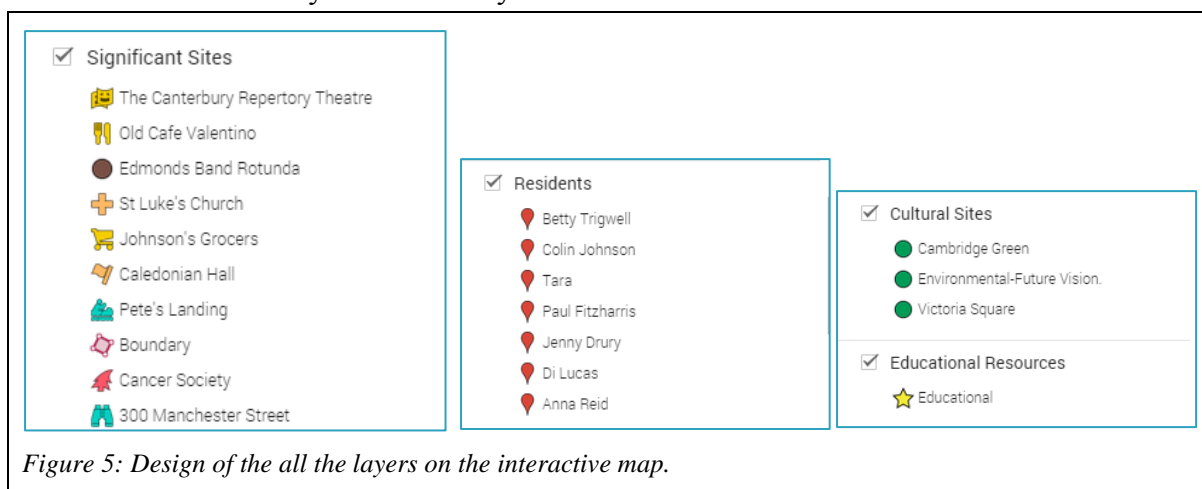 Significant Sites
The Canterbury Repertory Theatre
Old Cafe Valentino
Edmonds Band Rotunda
St Luke's Church
Johnson's Grocers
Caledonian Hall
Pete's Landing
Boundary
Cancer Society
300 Manchester Street
Residents
Betty Trigwell
Colin Johnson
Tara
Paul Fitzharris
Jenny Drury
Di Lucas
Anna Reid
Cultural Sites
Cambridge Green
Environmental-Future Vision.
Victoria Square
Educational Resources
Educational
Figure 5: Design of the all the layers on the interactive map.